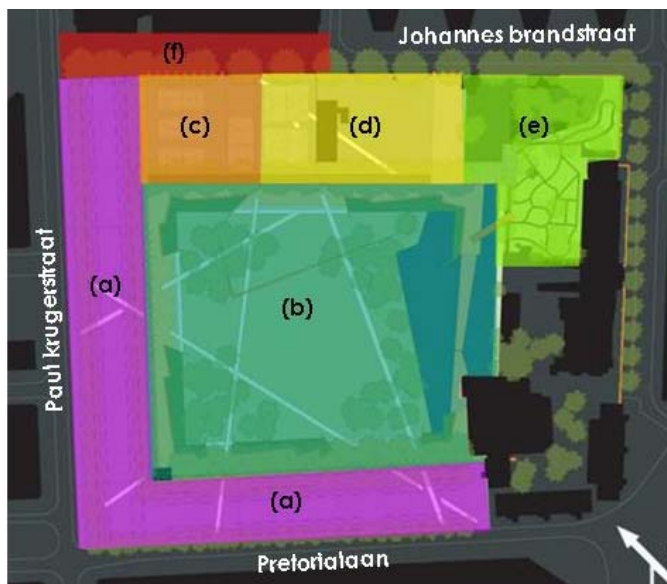 Johannes brandstraat
(f)
(c)
(d)
(e)
Paul krugerstraat
(a)
(b)
(a)
Pretorialaan